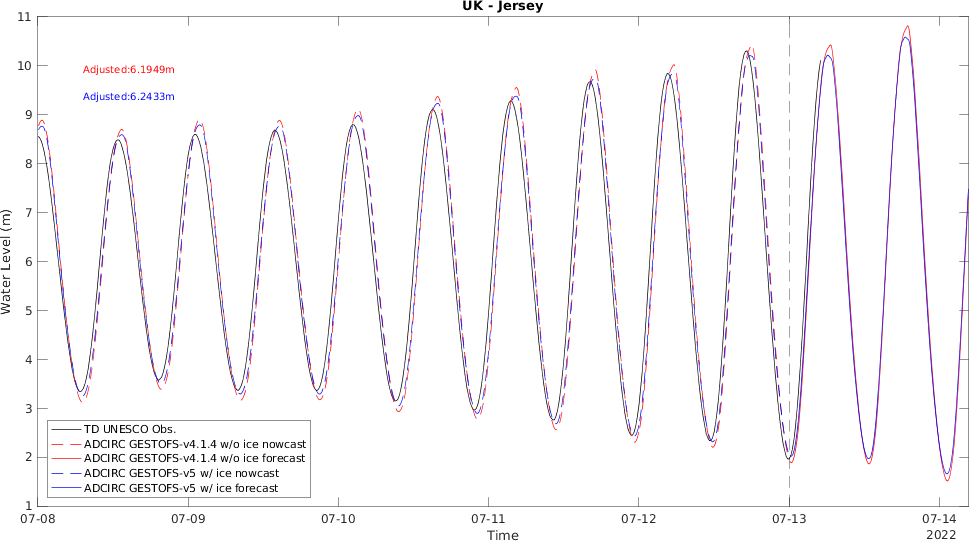 UK - Jersey
11
10
9
8
7
6
5
4
3
2
1
Water Level (m)
Adjusted:6.1949m
Adjusted:6.2433m
TD UNESCO Obs.
ADCIRC GESTOFS-v4.1.4 w/o ice nowcast
ADCIRC GESTOFS-v4.1.4 w/o ice forecast
ADCIRC GESTOFS-v5 w/ ice nowcast
ADCIRC GESTOFS-v5 w/ ice forecast
07-08 07-09 07-10 07-11 07-12 07-13 07-14
Time
2022